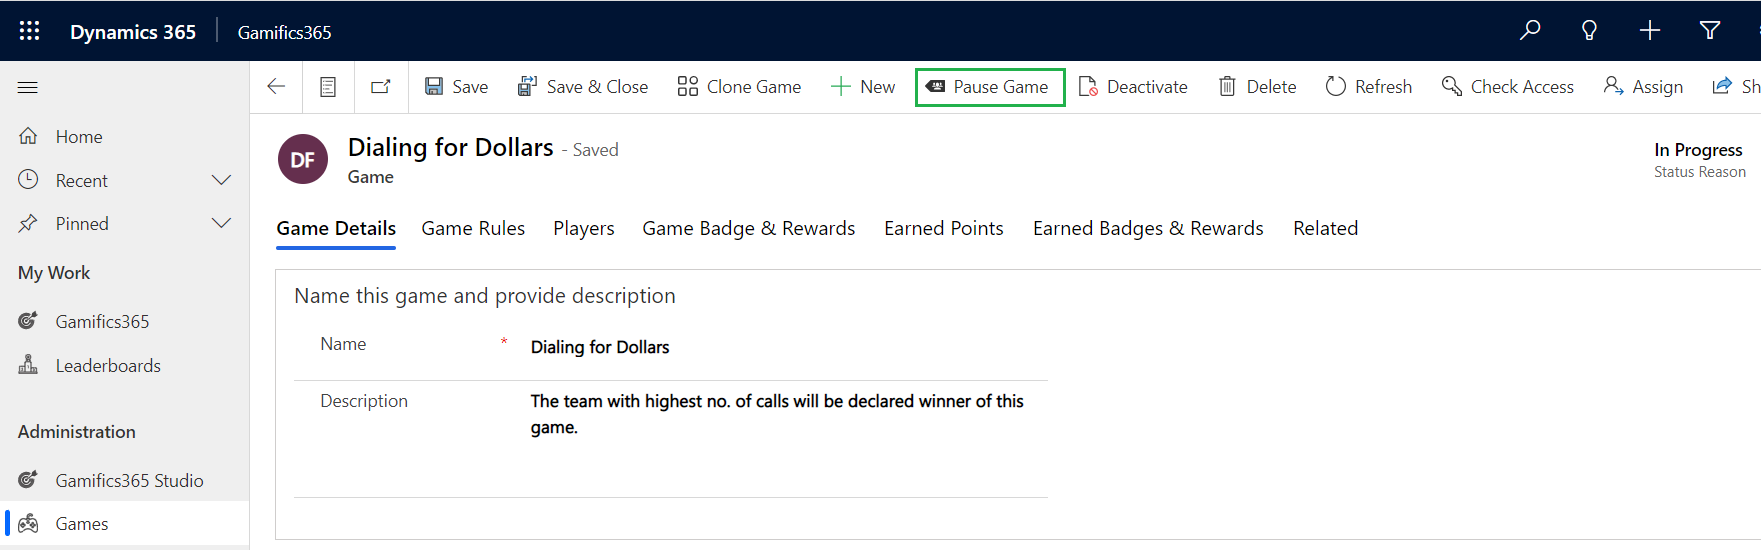 Dynamics 365 Gamifics365
Save Save & Close Clone Game New Pause Game Deactivate Delete Refresh Check Access Assign Sh
Home
Recent
Pinned
My Work
Gamifics365
Leaderboards
Administration
Gamifics365 Studio
Games
DF
Dialing for Dollars - Saved
Game
In Progress
Status Reason
Game Details Game Rules Players Game Badge & Rewards Earned Points Earned Badges & Rewards Related
Name this game and provide description
Name * Dialing for Dollars
Description The team with highest no. of calls will be declared winner of this
game.